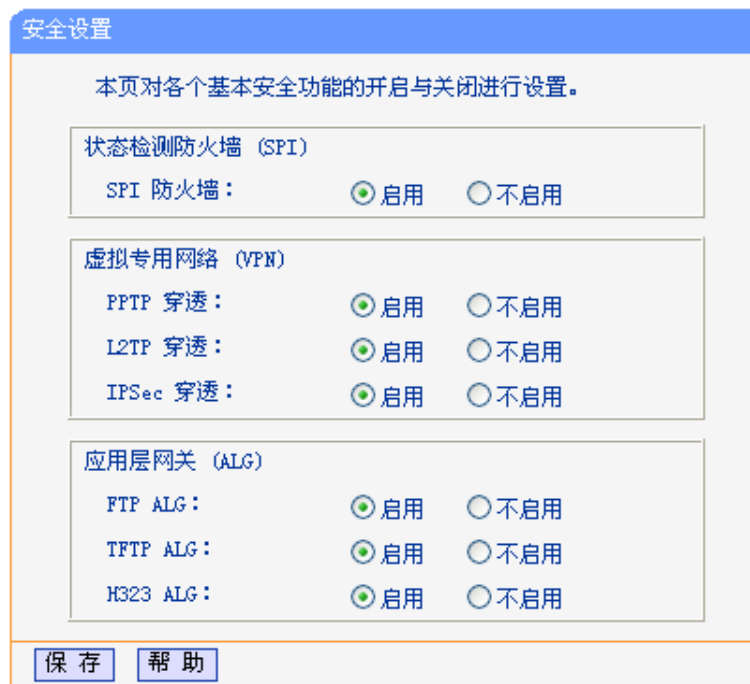 安全设置
本页对各个基本安全功能的开启与关闭进行设置。
状态检测防火墙 (SPI)
SPI 防火墙： 启用 不启用
虚拟专用网络 (VPN)
PPTP 穿透： 启用 不启用
L2TP 穿透： 启用 不启用
IPSec 穿透： 启用 不启用
应用层网关 (ALG)
FTP ALG： 启用 不启用
TFTP ALG： 启用 不启用
H323 ALG： 启用 不启用
保 存 帮 助